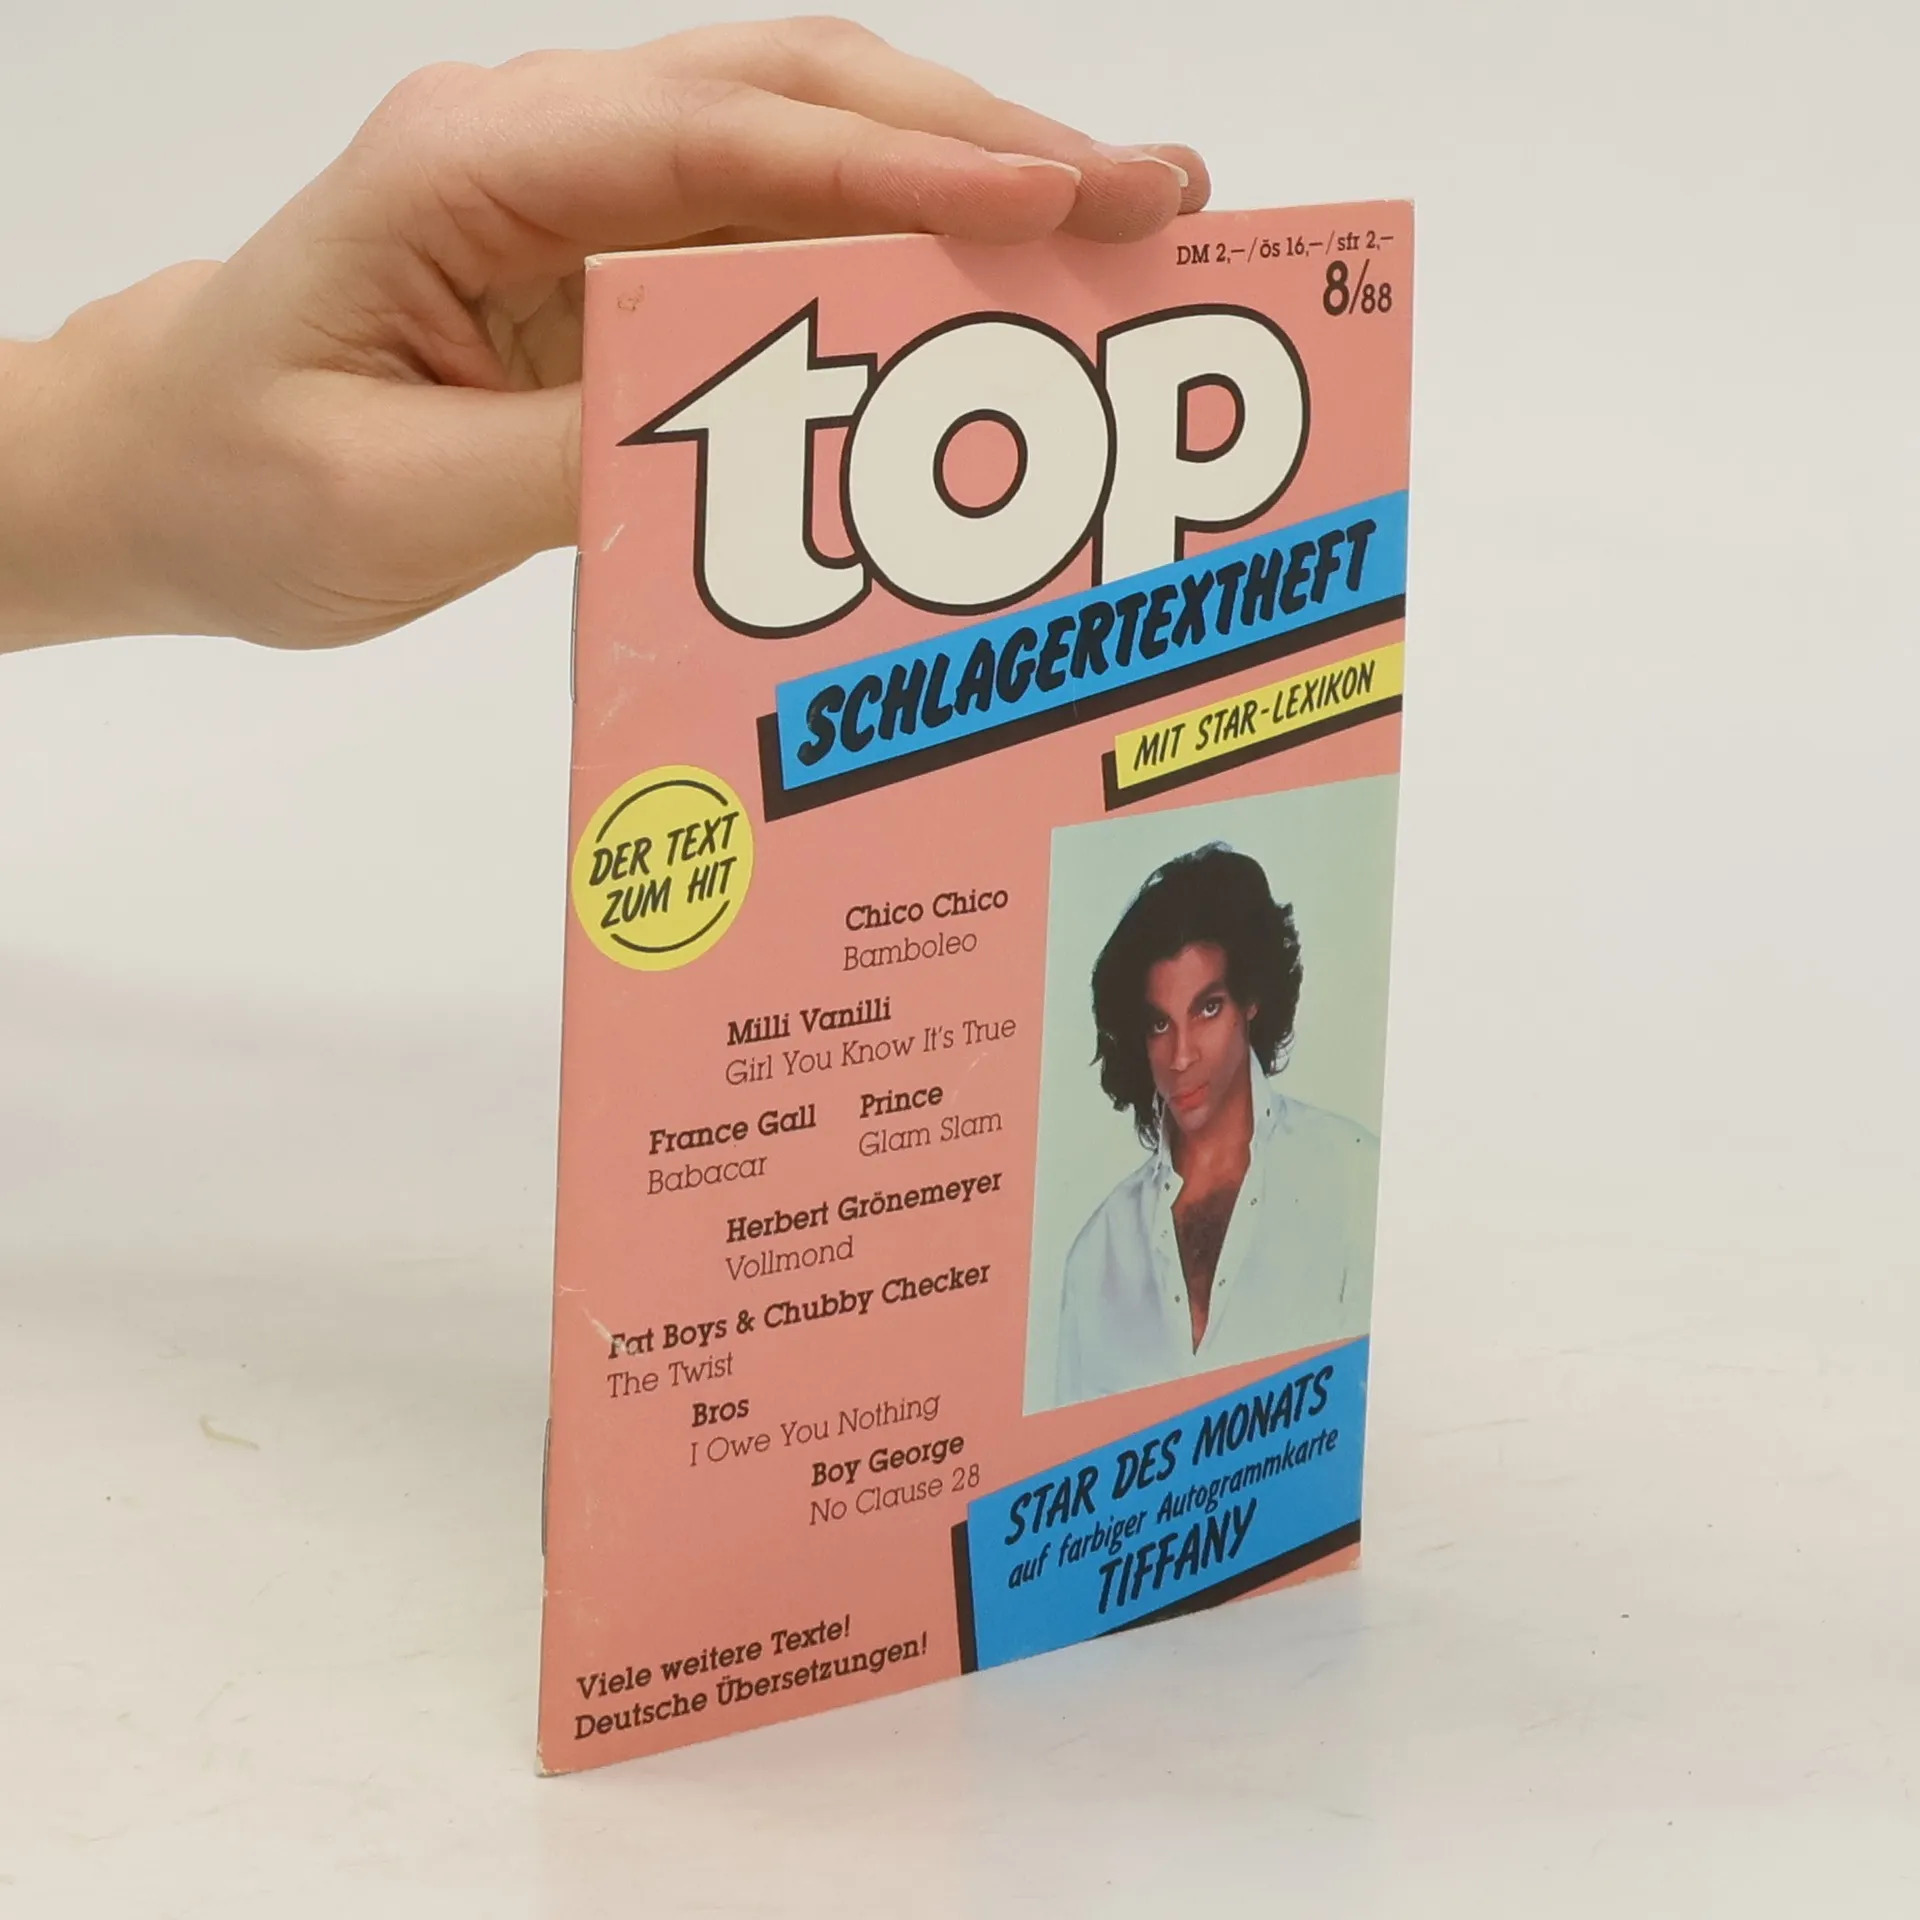 DM 2,–/ös 16,–/sfr 2,–
8/88
top
SCHLAGERTEXTHEFT
MIT STAR-LEXIKON
DER TEXT
ZUM HIT
Chico Chico
Bamboleo
Milli Vanilli
Girl You Know It's True
France Gall
Babacar
Prince
Glam Slam
Herbert Grönemeyer
Vollmond
Fat Boys & Chubby Checker
The Twist
Bros
I Owe You Nothing
Boy George
No Clause 28
STAR DES MONATS
auf farbiger Autogrammkarte
TIFFANY
Viele weitere Texte!
Deutsche Übersetzungen!